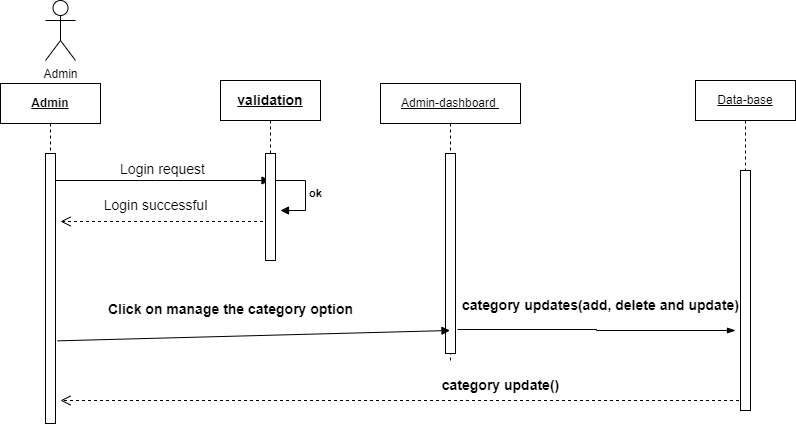 Admin
Admin
validation
Admin-dashboard
Data-base
Login request
ok
Login successful
category updates(add, delete and update)
Click on manage the category option
category update()